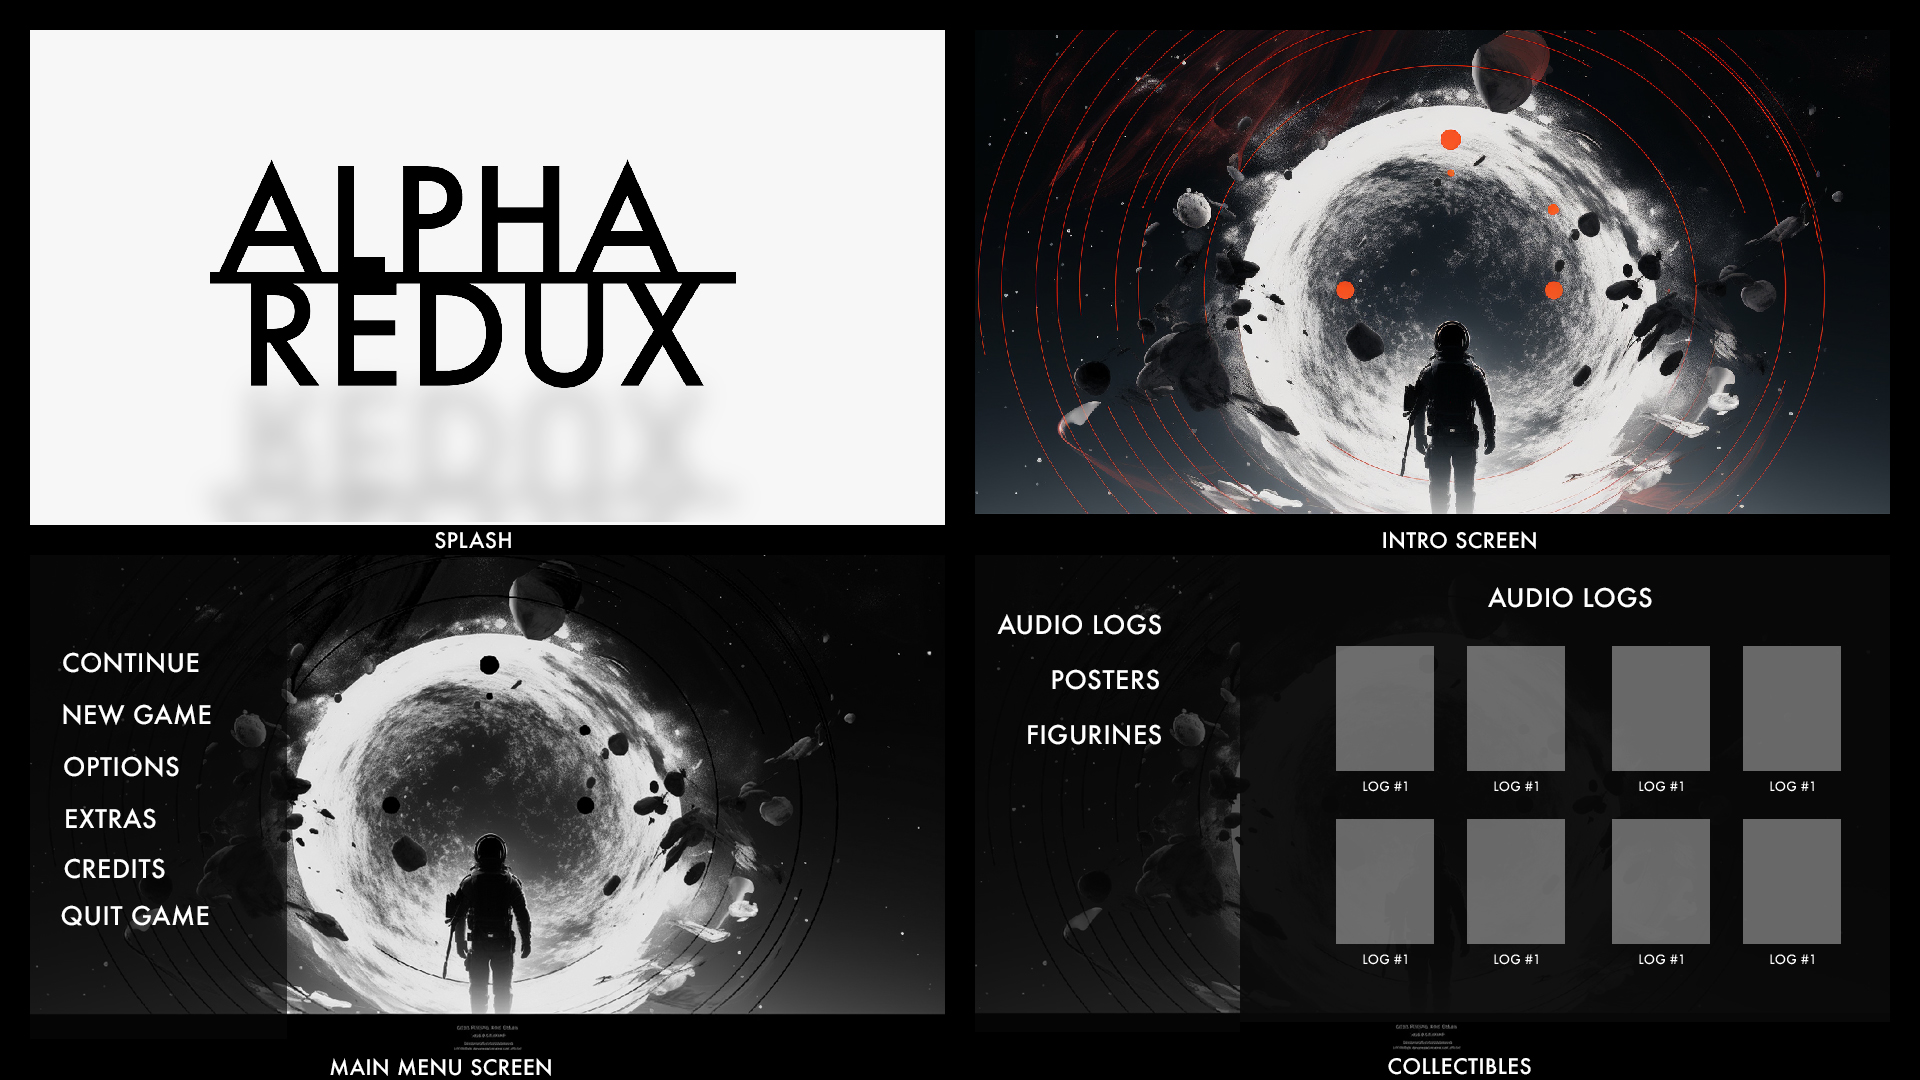 ALPHA
REDUX
SPLASH
INTRO SCREEN
CONTINUE
NEW GAME
OPTIONS
EXTRAS
CREDITS
QUIT GAME
MAIN MENU SCREEN
AUDIO LOGS
POSTERS
FIGURINES
AUDIO LOGS
LOG #1
LOG #1
LOG #1
LOG #1
LOG #1
LOG #1
LOG #1
LOG #1
COLLECTIBLES